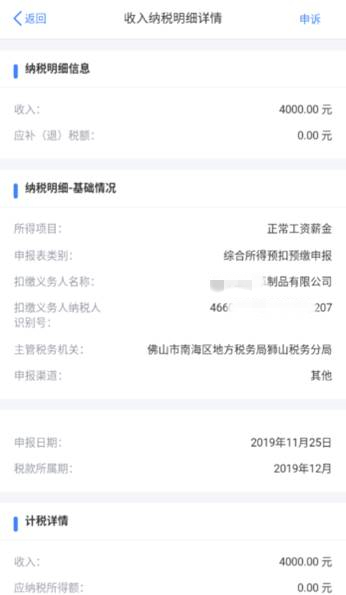 返回 收入纳税明细详情 申诉
纳税明细信息
收入： 4000.00 元
应补（退）税额： 0.00 元
纳税明细-基础情况
所得项目： 正常工资薪金
申报表类别： 综合所得预扣预缴申报
扣缴义务人名称： 制品有限公司
扣缴义务人纳税人 466 207
识别号：
主管税务机关： 佛山市南海区地方税务局狮山税务分局
申报渠道： 其他
申报日期： 2019年11月25日
税款所属期： 2019年12月
计税详情
收入： 4000.00 元
应纳税所得额： 0.00 元